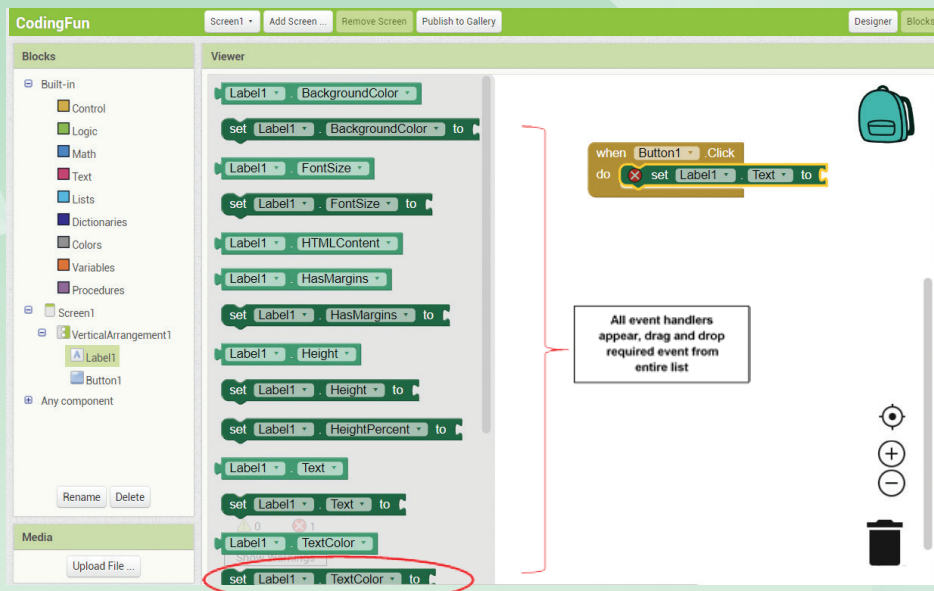 CodingFun
Screen1
Add Screen ...
Remove Screen
Publish to Gallery
Designer
Blocks
Blocks
Viewer
Built-in
Control
Logic
Math
Text
Lists
Dictionaries
Colors
Variables
Procedures
Screen1
VerticalArrangement1
Label1
Button1
Any component
Rename
Delete
Media
Upload File ...
Label1 . BackgroundColor
set Label1 . BackgroundColor to
Label1 . FontSize
set Label1 . FontSize to
Label1 . HTMLContent
Label1 . HasMargins
set Label1 . HasMargins to
Label1 . Height
set Label1 . Height to
set Label1 . HeightPercent to
Label1 . Text
set Label1 . Text to
0 1
Label1 . TextColor
Show Warnings
set Label1 . TextColor to
when Button1 .Click
do set Label1 . Text to
All event handlers
appear, drag and drop
required event from
entire list